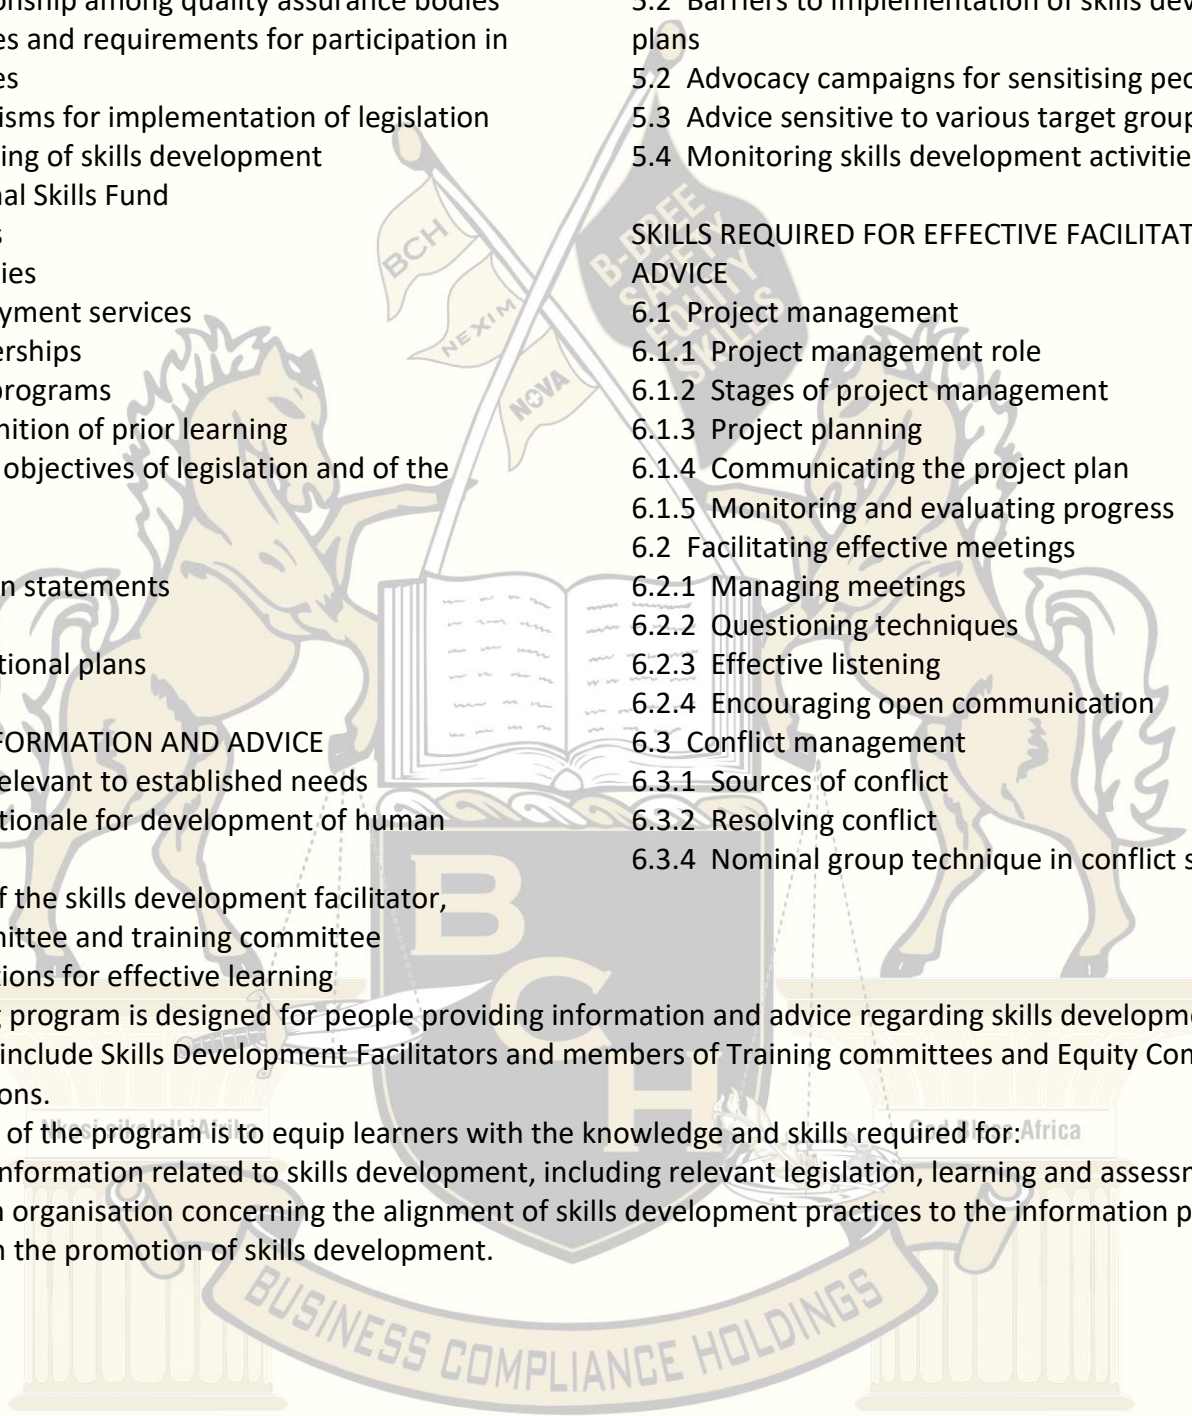 nship among quality assurance bodies
es and requirements for participation in
es
isms for implementation of legislation
ing of skills development
nal Skills Fund
s
ies
yment services
erships
programs
nition of prior learning
objectives of legislation and of the
n statements
tional plans
FORMATION AND ADVICE
elevant to established needs
tionale for development of human
f the skills development facilitator,
mittee and training committee
tions for effective learning
5.2 Barriers to implementation of skills dev
plans
5.2 Advocacy campaigns for sensitising peo
5.3 Advice sensitive to various target group
5.4 Monitoring skills development activitie
SKILLS REQUIRED FOR EFFECTIVE FACILITAT
ADVICE
6.1 Project management
6.1.1 Project management role
6.1.2 Stages of project management
6.1.3 Project planning
6.1.4 Communicating the project plan
6.1.5 Monitoring and evaluating progress
6.2 Facilitating effective meetings
6.2.1 Managing meetings
6.2.2 Questioning techniques
6.2.3 Effective listening
6.2.4 Encouraging open communication
6.3 Conflict management
6.3.1 Sources of conflict
6.3.2 Resolving conflict
6.3.4 Nominal group technique in conflict s
g program is designed for people providing information and advice regarding skills developme
include Skills Development Facilitators and members of Training committees and Equity Con
ons.
of the program is to equip learners with the knowledge and skills required for:
nformation related to skills development, including relevant legislation, learning and assessm
n organisation concerning the alignment of skills development practices to the information p
n the promotion of skills development.
BCH
NEXIM
NOVA
B-BBEE
SAFETY
EQUITY
SKILLS
B
C
H
God Bless Africa
BUSINESS COMPLIANCE HOLDINGS